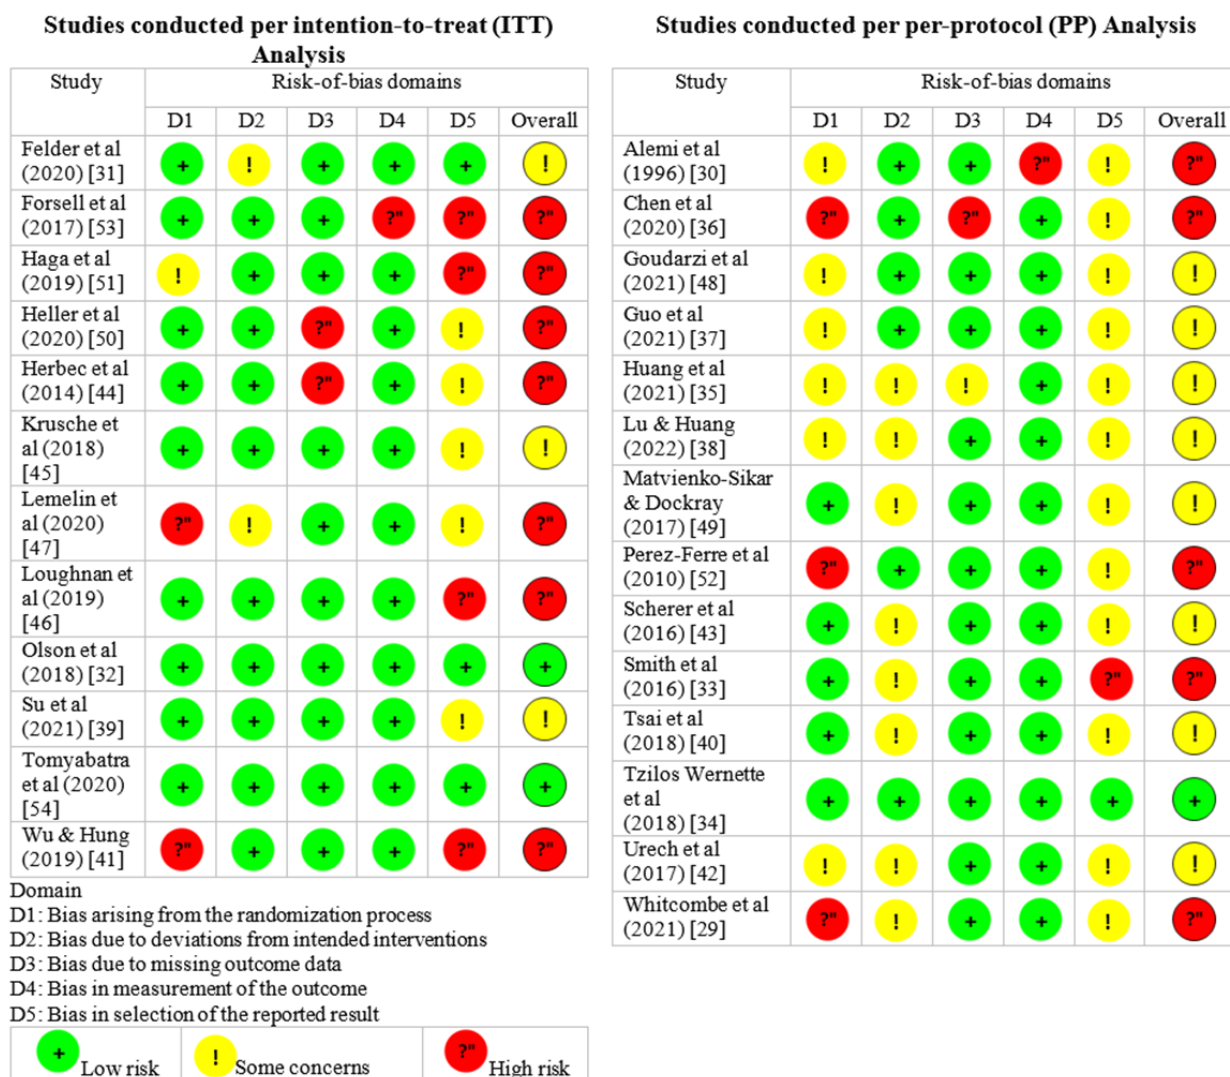 Studies conducted per intention-to-treat (ITT)
Analysis
Study Risk-of-bias domains
D1 D2 D3 D4 D5 Overall
Felder et al
(2020) [31]
+ ! + + + !
Forsell et al
(2017) [53]
+ + + ?" ?" ?"
Haga et al
(2019) [51]
! + + + ?" ?"
Heller et al
(2020) [50]
+ + ?" + ! ?"
Herbec et al
(2014) [44]
+ + ?" + ! ?"
Krusche et
al (2018)
[45]
+ + + + ! !
Lemelin et
al (2020)
[47]
?" ! + + ! ?"
Loughnan et
al (2019)
[46]
+ + + + ?" ?"
Olson et al
(2018) [32]
+ + + + + +
Su et al
(2021) [39]
+ + + + ! !
Tomyabatra
et al (2020)
[54]
+ + + + + +
Wu & Hung
(2019) [41]
?" + + + ?" ?"
Domain
D1: Bias arising from the randomization process
D2: Bias due to deviations from intended interventions
D3: Bias due to missing outcome data
D4: Bias in measurement of the outcome
D5: Bias in selection of the reported result
+ Low risk ! Some concerns ?" High risk
Studies conducted per per-protocol (PP) Analysis
Study Risk-of-bias domains
D1 D2 D3 D4 D5 Overall
Alemi et al
(1996) [30]
! + + ?" ! ?"
Chen et al
(2020) [36]
?" + ?" + ! ?"
Goudarzi et al
(2021) [48]
! + + + ! !
Guo et al
(2021) [37]
! + + + ! !
Huang et al
(2021) [35]
! ! ! + ! !
Lu & Huang
(2022) [38]
! ! + + ! !
Matvienko-Sikar
& Dockray
(2017) [49]
+ ! + + ! !
Perez-Ferre et al
(2010) [52]
?" + + + ! ?"
Scherer et al
(2016) [43]
+ ! + + ! !
Smith et al
(2016) [33]
+ ! + + ?" ?"
Tsai et al
(2018) [40]
+ ! + + ! !
Tzilos Wernette
et al
(2018) [34]
+ + + + + +
Urech et al
(2017) [42]
! ! + + ! !
Whitcombe et al
(2021) [29]
?" ! + + ! ?"